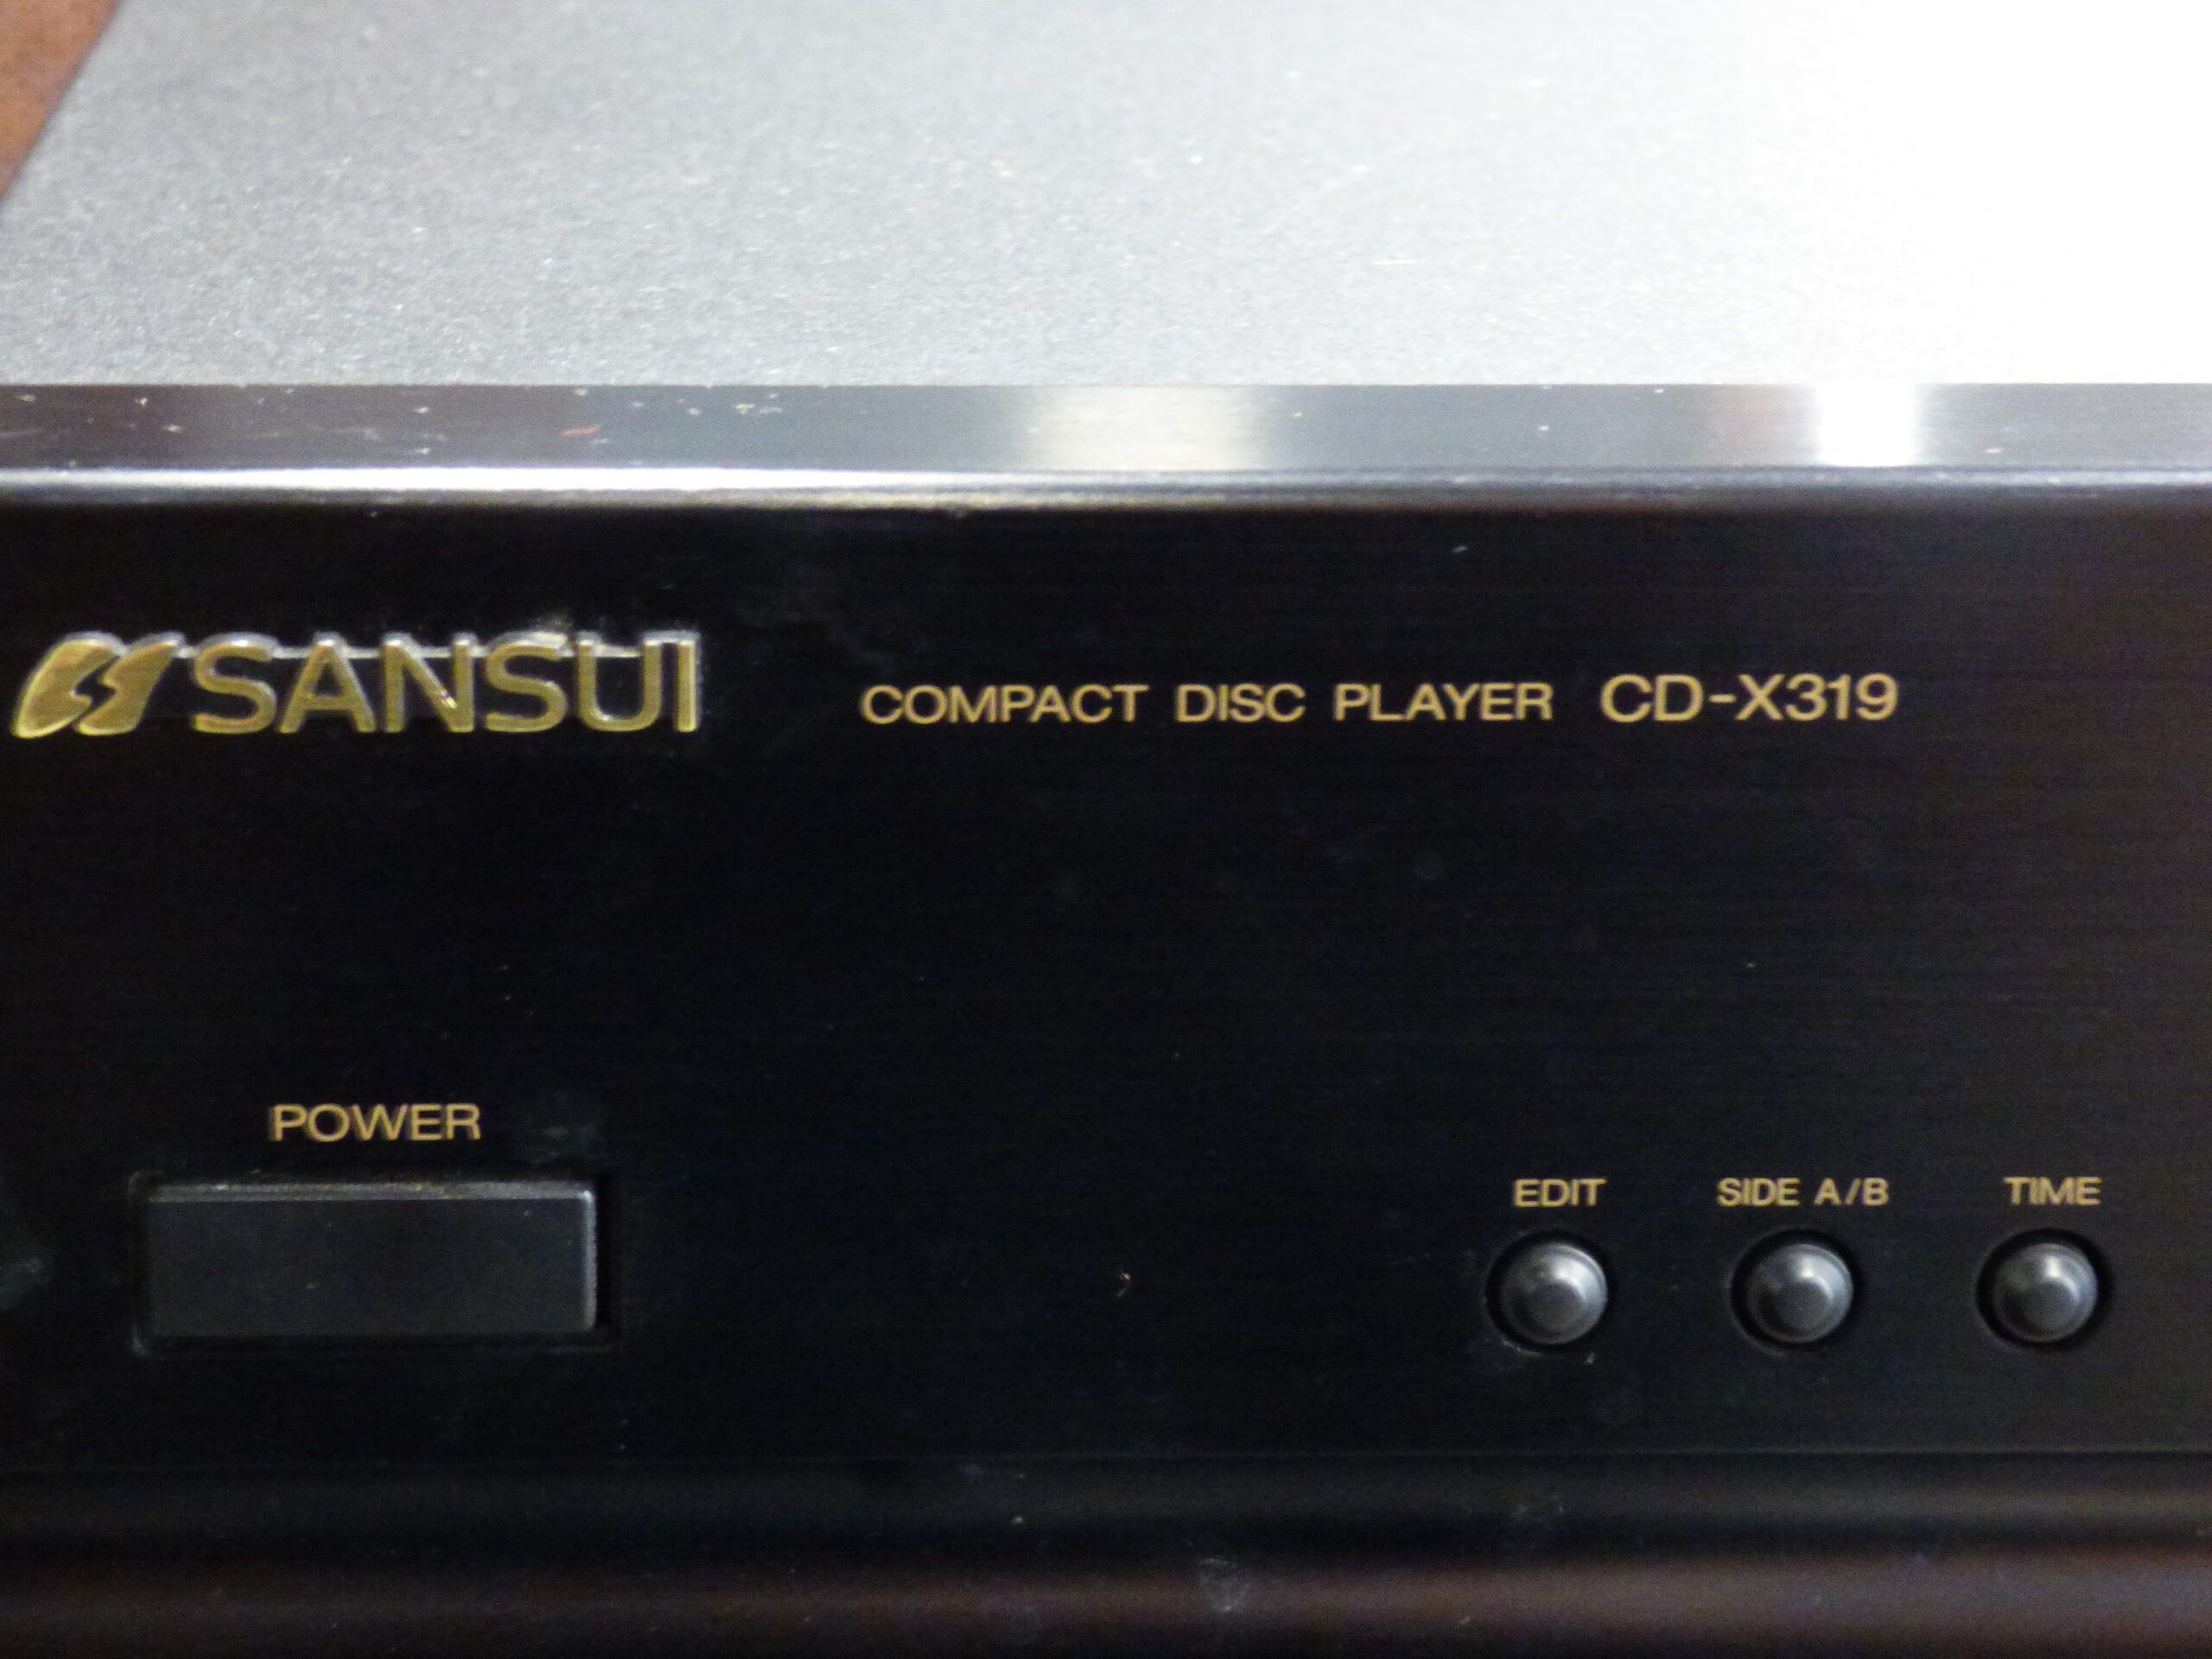 SANSUI COMPACT DISC PLAYER CD-X319
POWER
EDIT SIDE A/B TIME